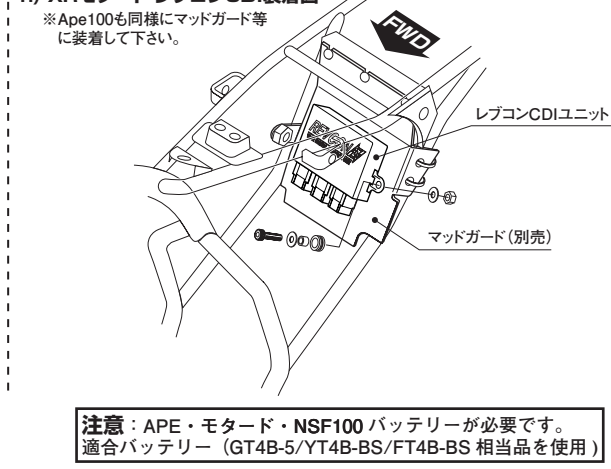 ※Ape100も同様にマッドガード等
に装着して下さい。
FWD
レブコンCDIユニット
マッドガード(別売)
注意:APE・モタード・NSF100 バッテリーが必要です。
適合バッテリー(GT4B-5/YT4B-BS/FT4B-BS 相当品を使用)